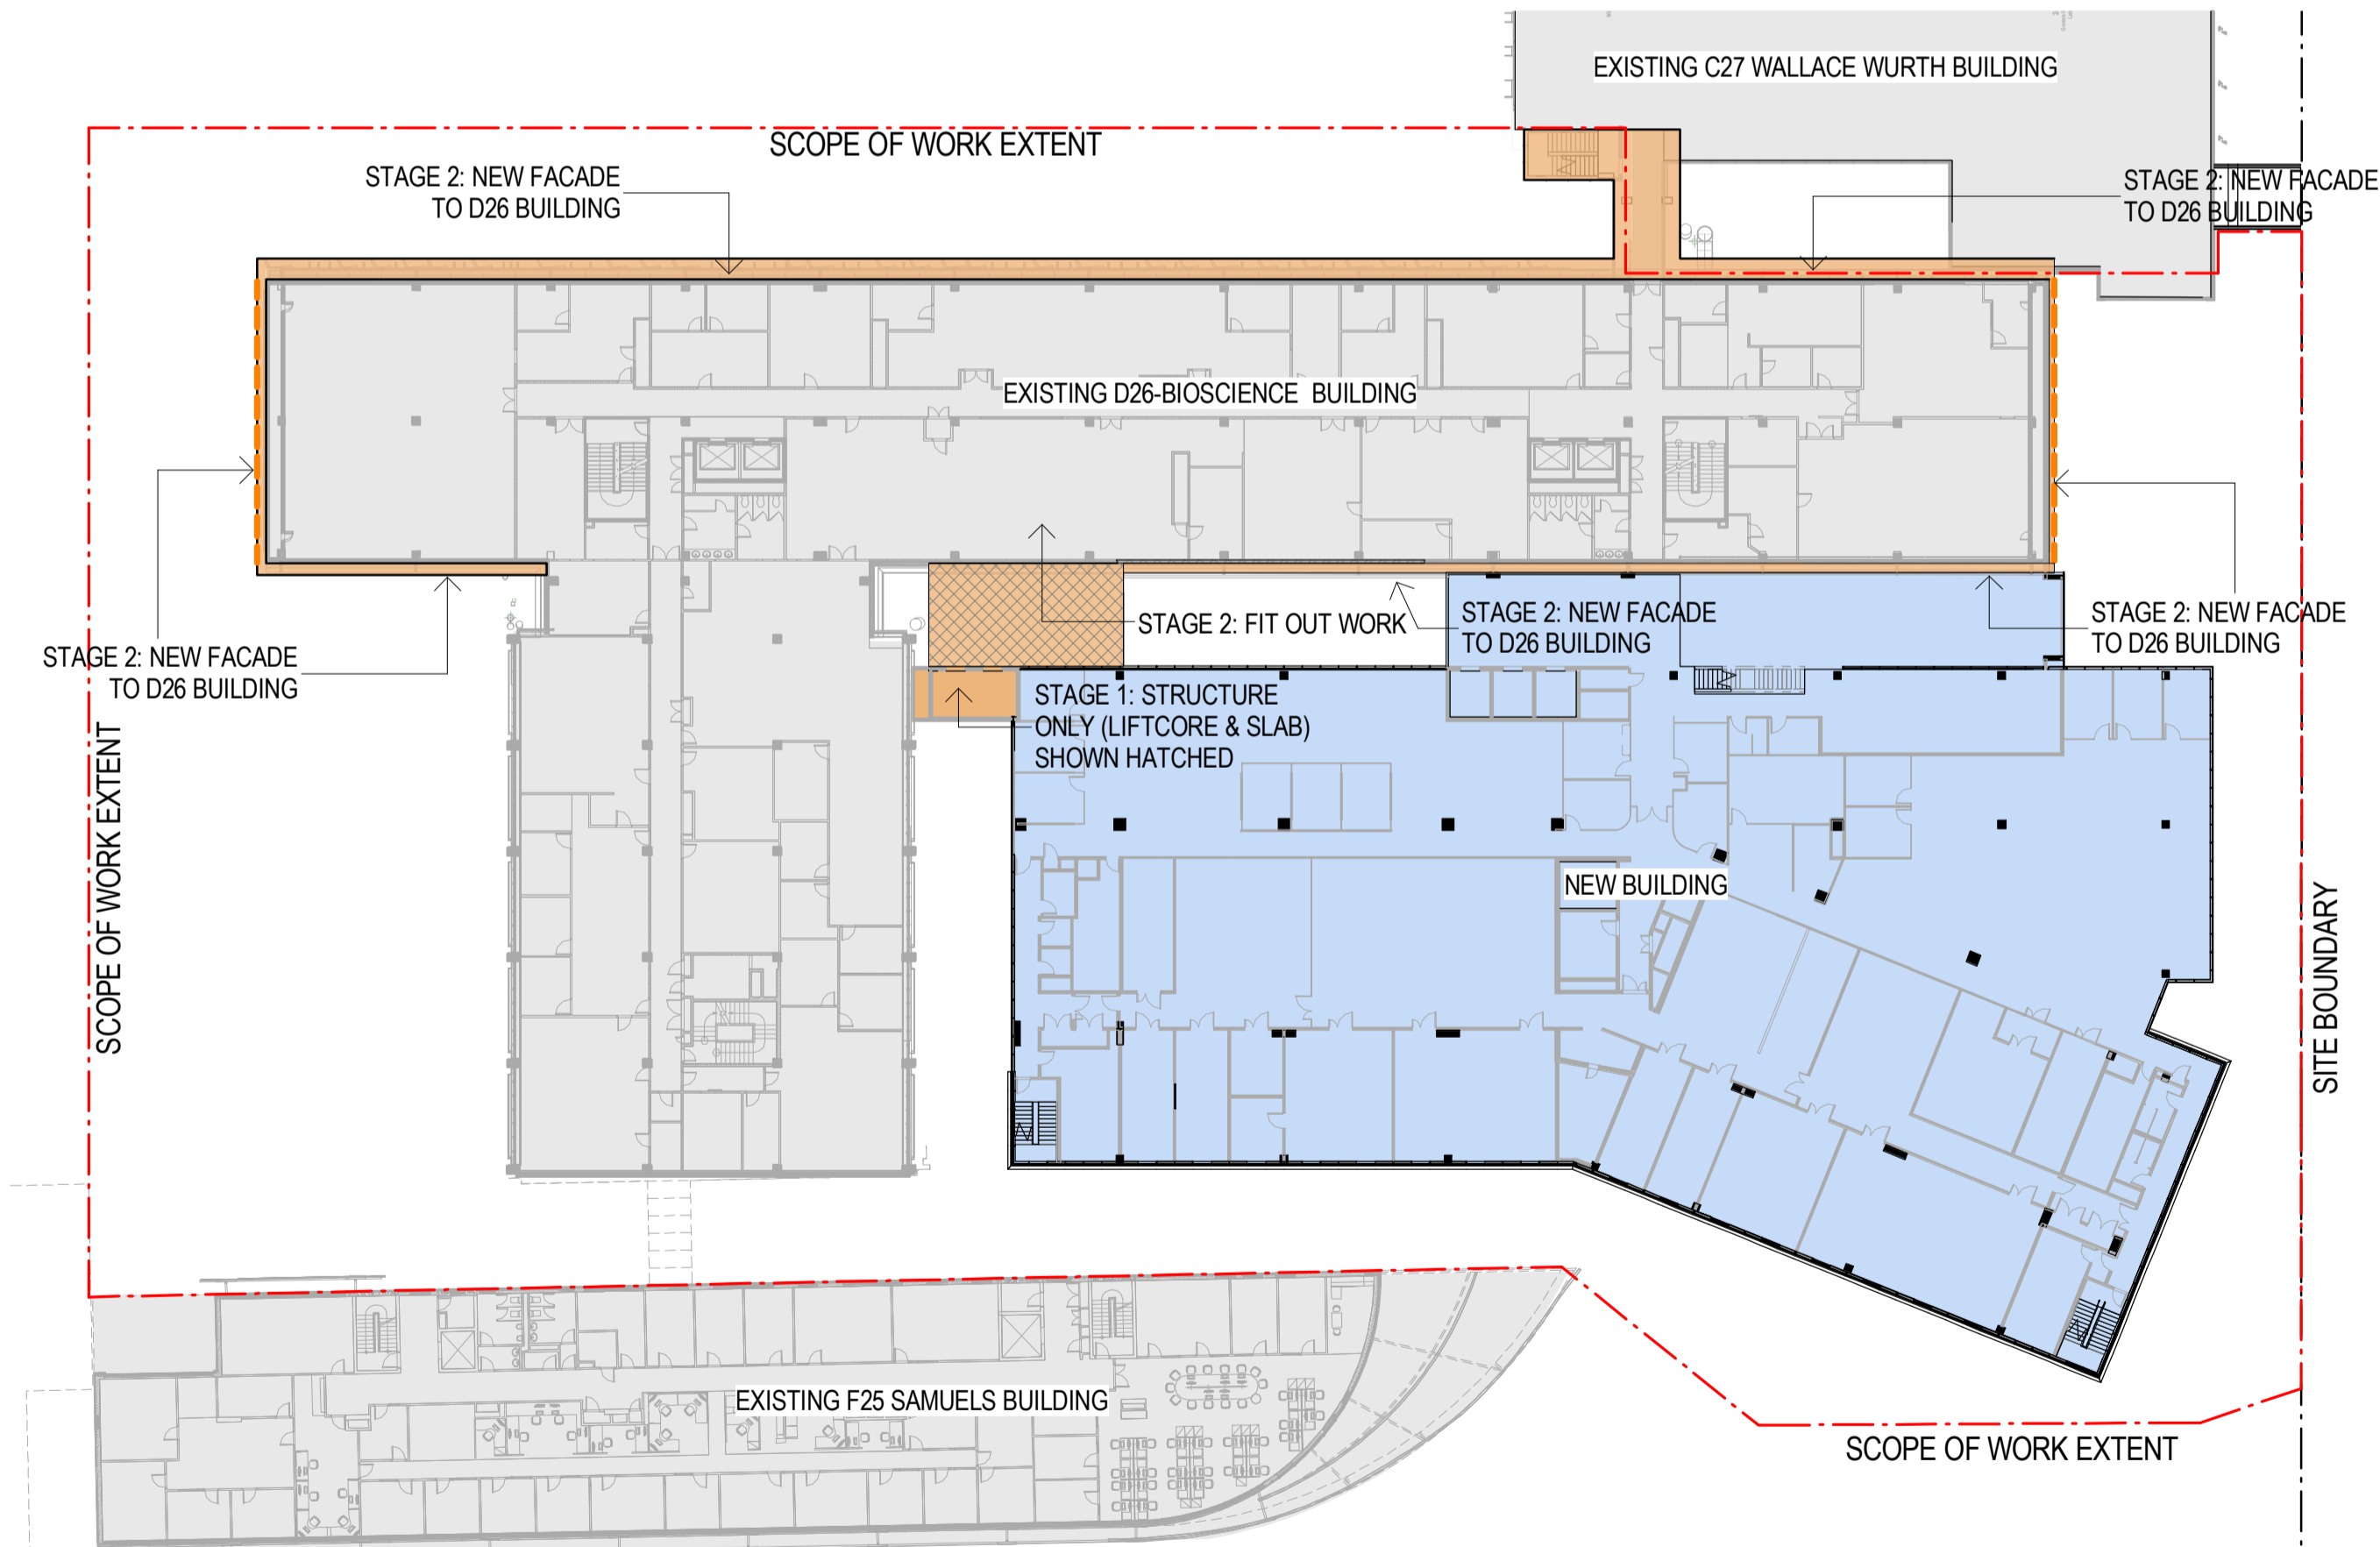 EXISTING C27 WALLACE WURTH BUILDING
SCOPE OF WORK EXTENT
STAGE 2: NEW FACADE
TO D26 BUILDING
STAGE 2: NEW FACADE
TO D26 BUILDING
EXISTING D26-BIOSCIENCE BUILDING
STAGE 2: FIT OUT WORK
STAGE 2: NEW FACADE
TO D26 BUILDING
STAGE 2: NEW FACADE
TO D26 BUILDING
STAGE 2: NEW FACADE
TO D26 BUILDING
STAGE 1: STRUCTURE
ONLY (LIFTCORE & SLAB)
SHOWN HATCHED
SCOPE OF WORK EXTENT
NEW BUILDING
SITE BOUNDARY
EXISTING F25 SAMUELS BUILDING
SCOPE OF WORK EXTENT